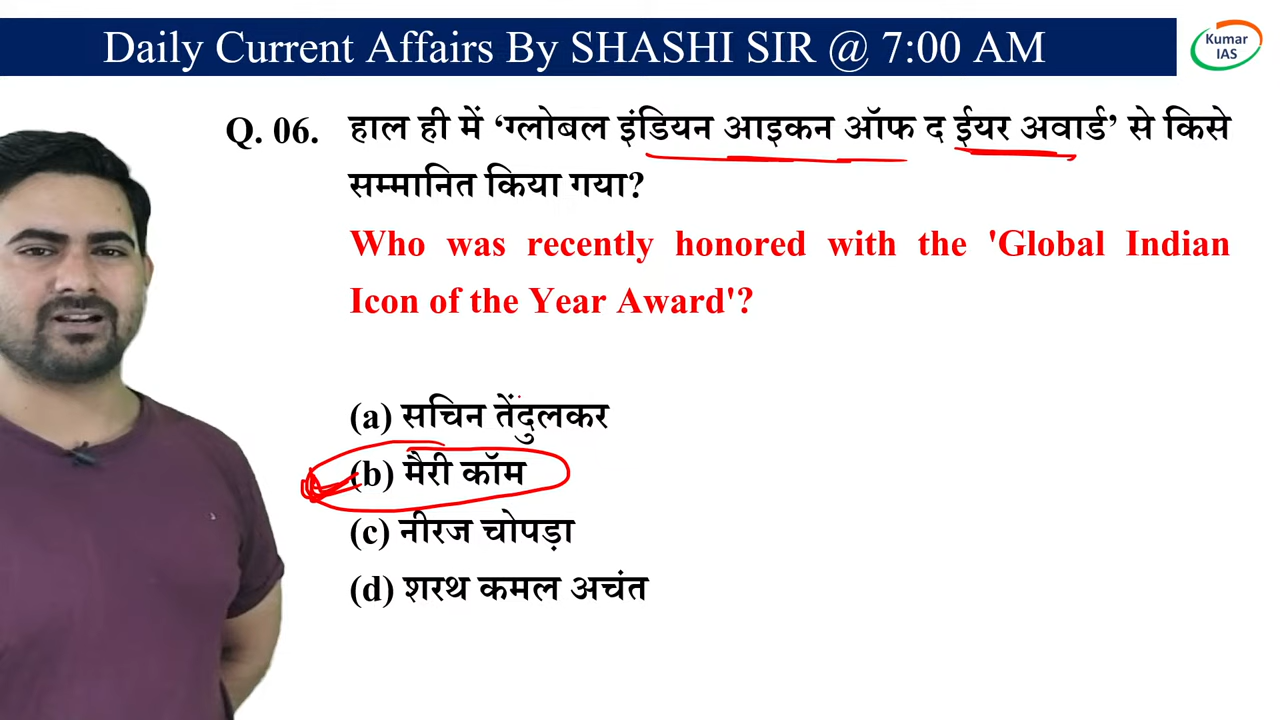 Daily Current Affairs By SHASHI SIR @ 7:00 AM
Kumar
IAS
Q. 06. हाल ही में ‘ग्लोबल इंडियन आइकन ऑफ द ईयर अवार्ड’ से किसे
सम्मानित किया गया?
Who was recently honored with the 'Global Indian
Icon of the Year Award'?
(a) सचिन तेंदुलकर
(b) मैरी कॉम
(c) नीरज चोपड़ा
(d) शरथ कमल अचंत